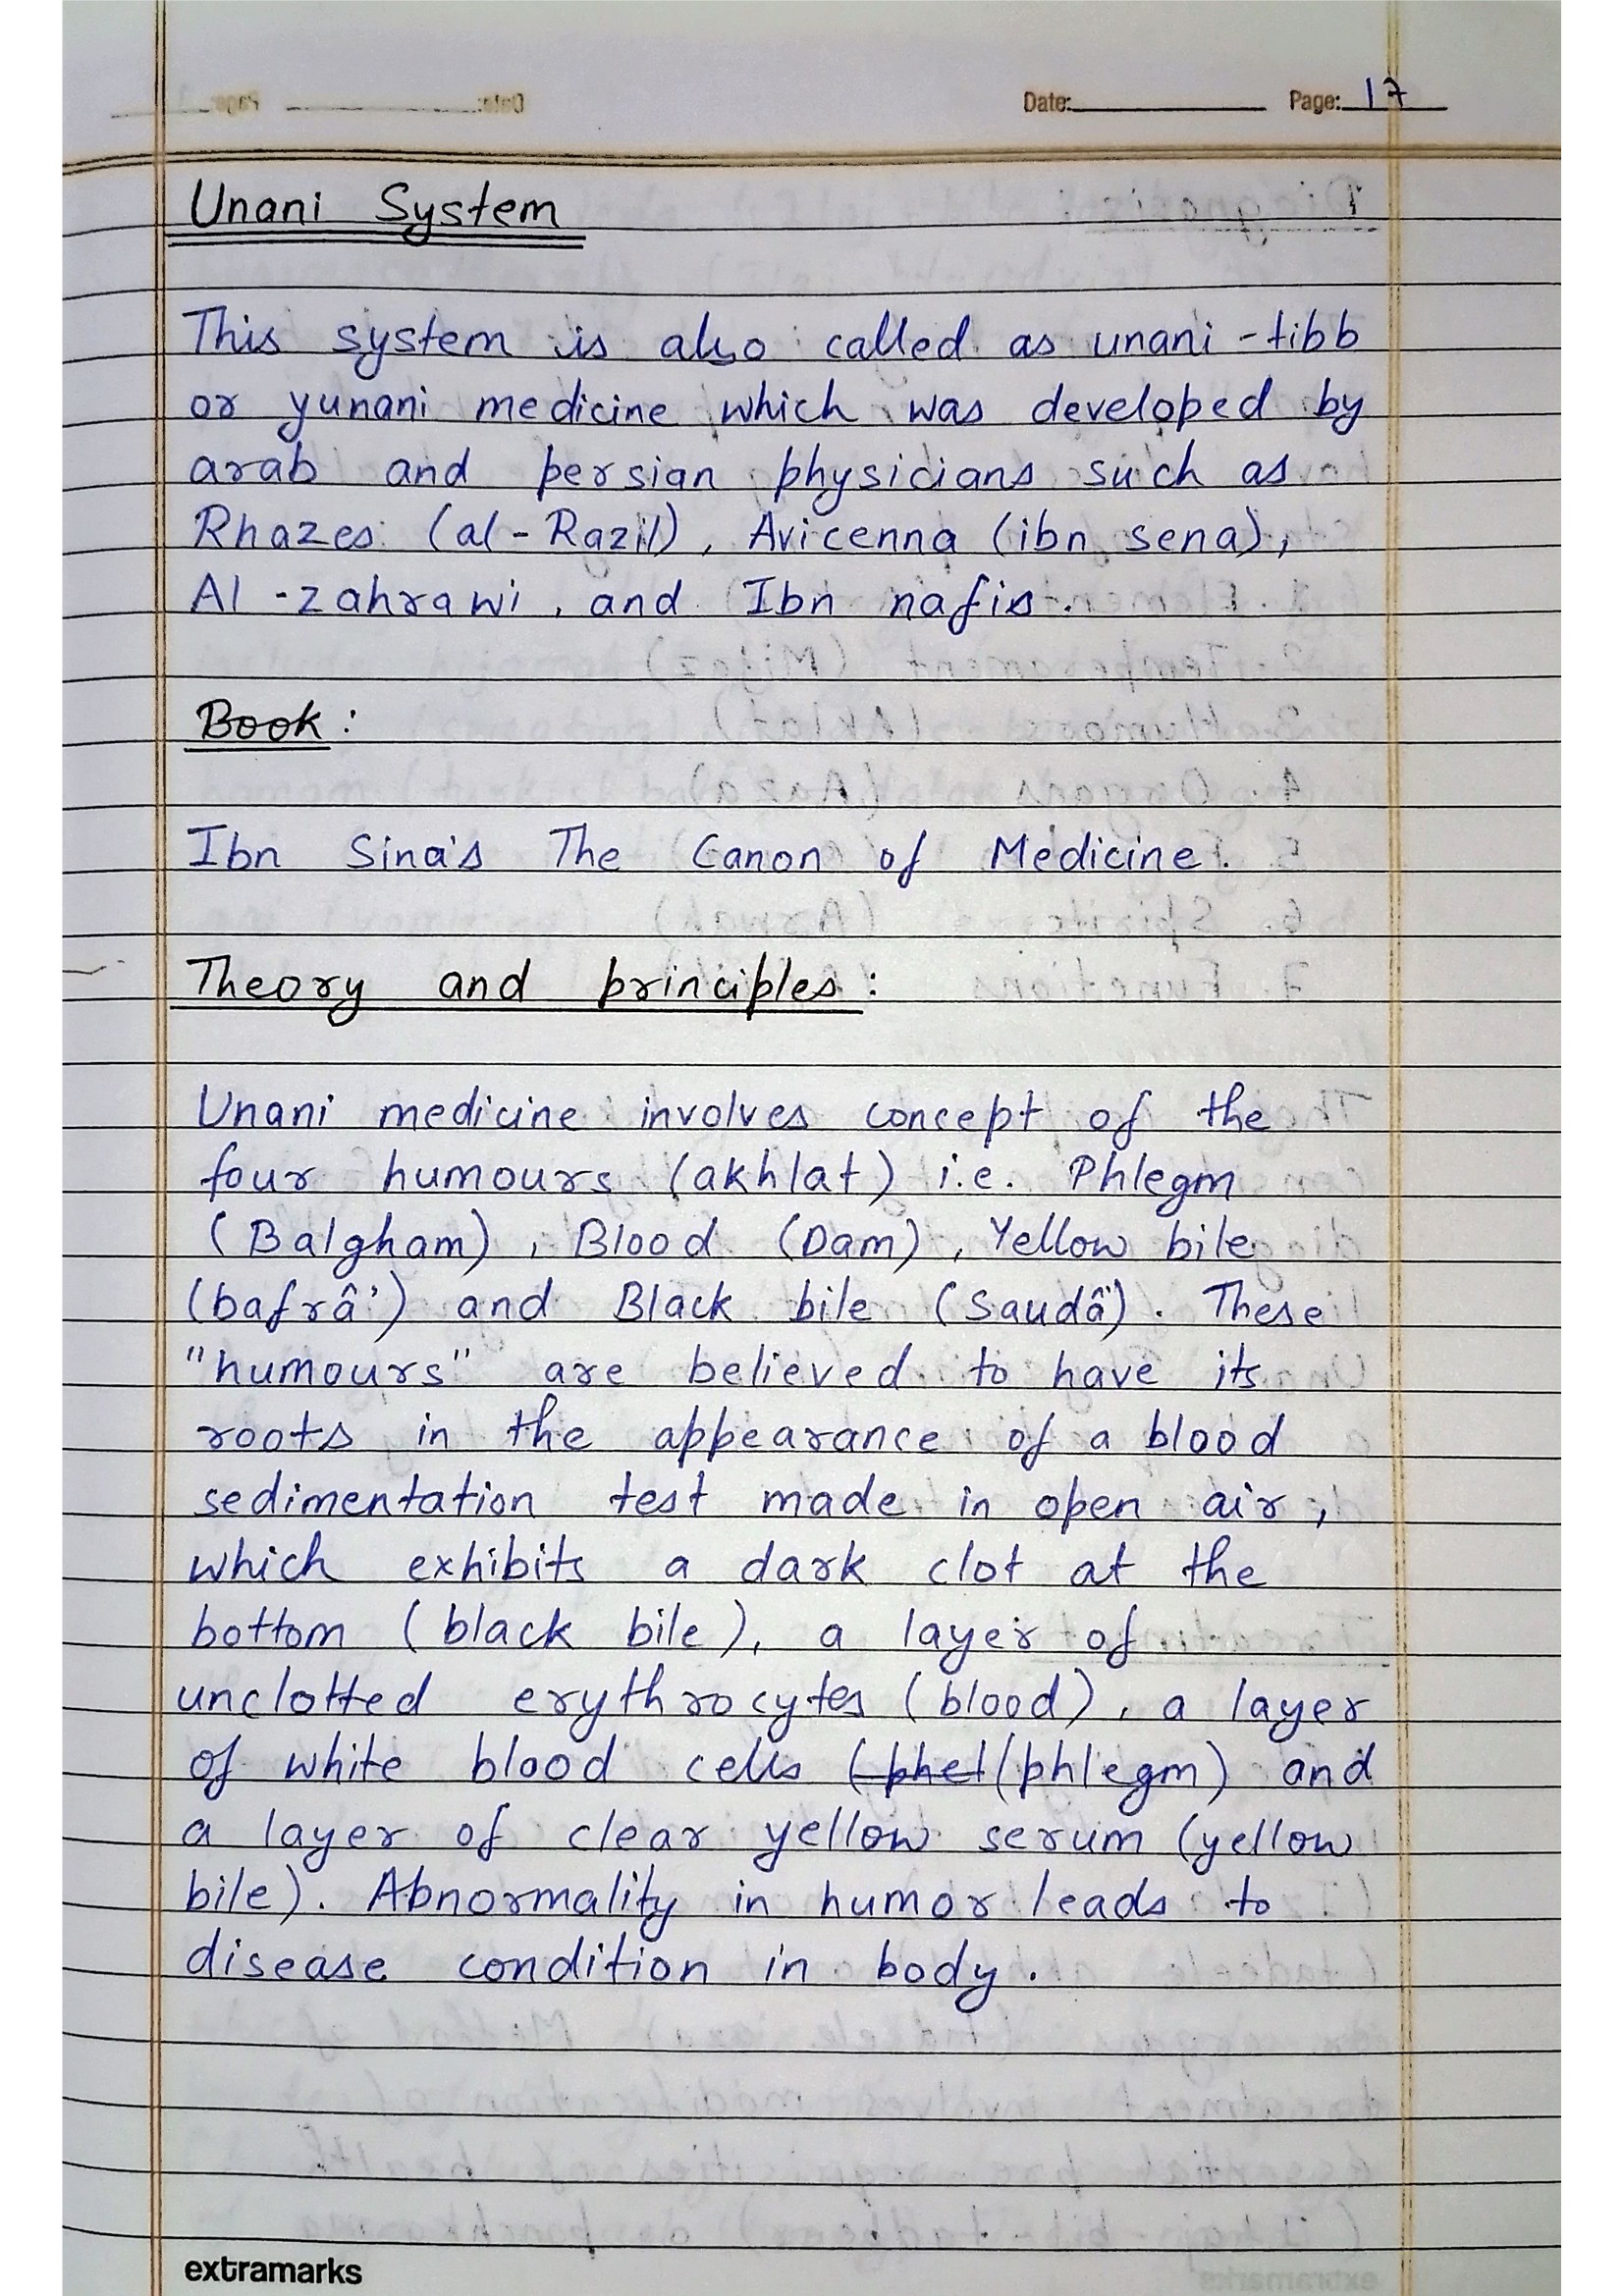 Date: Page: 17
Unani System
This system is also called as unani-tibb
or yunani medicine which was developed by
arab and persian physicians such as
Rhazes (al-Razil), Avicenna (ibn sena),
Al-zahrawi, and Ibn nafis.
Book:
Ibn Sina's The Canon of Medicine.
Theory and principles:
Unani medicine involves concept of the
four humours (akhlat) i.e. Phlegm
(Balgham), Blood (Dam), Yellow bile
(bafrâ') and Black bile (Saudâ'). These
"humours" are believed to have its
roots in the appearance of a blood
sedimentation test made in open air,
which exhibits a dark clot at the
bottom (black bile), a layer of
unclotted erythrocytes (blood), a layer
of white blood cells (phel (phlegm) and
a layer of clear yellow serum (yellow
bile). Abnormality in humor leads to
disease condition in body.
extramarks